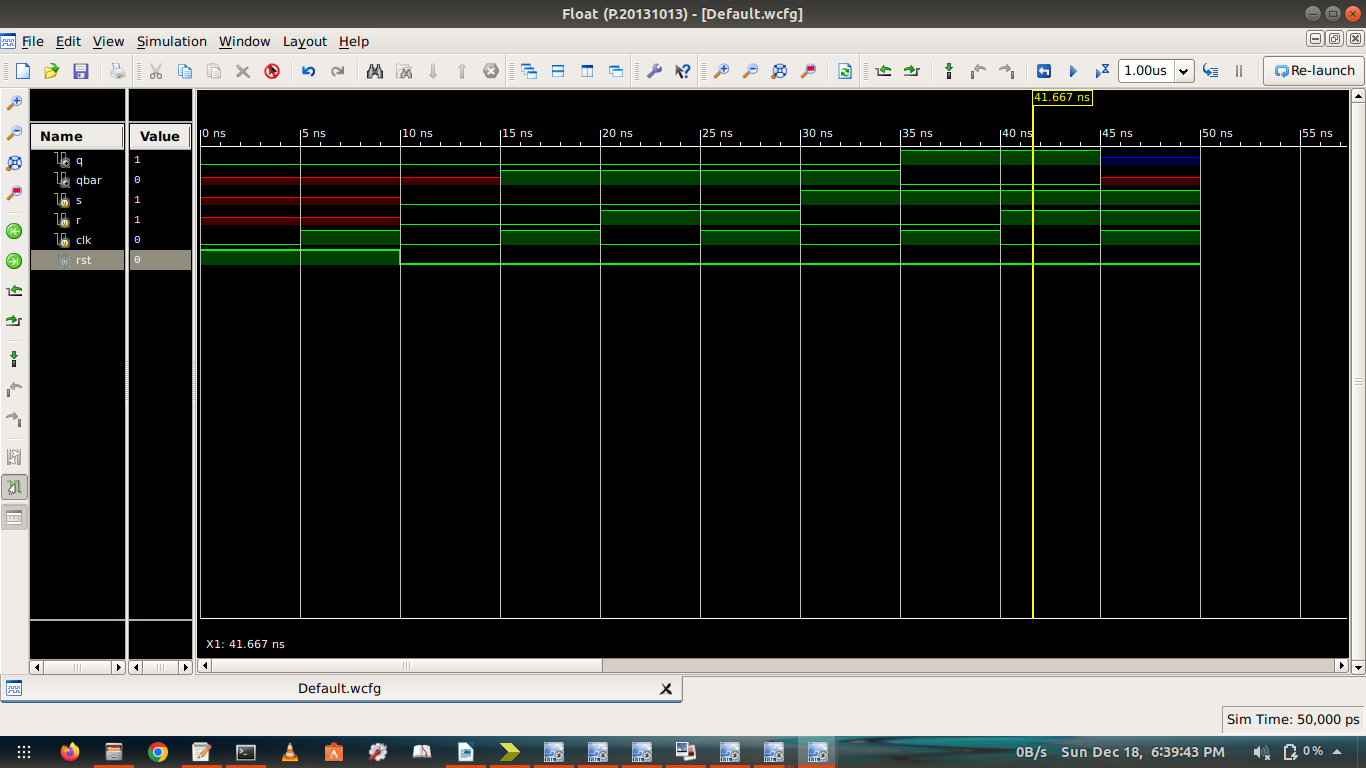 Float (P.20131013) - [Default.wcfg]
File Edit View Simulation Window Layout Help
1.00us Re-launch
41.667 ns
Name Value
0 ns 5 ns 10 ns 15 ns 20 ns 25 ns 30 ns 35 ns 40 ns 45 ns 50 ns 55 ns
q 1
qbar 0
s 1
r 1
clk 0
rst 0
X1: 41.667 ns
Default.wcfg
Sim Time: 50,000 ps
0B/s Sun Dec 18, 6:39:43 PM 0 %